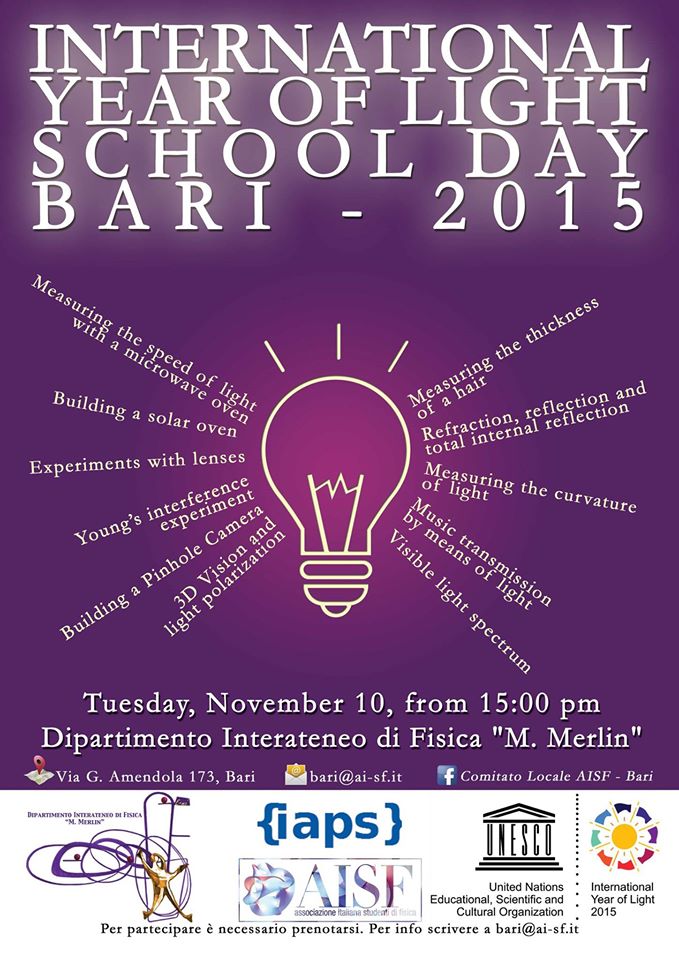 INTERNATIONAL
YEAR OF LIGHT
SCHOOL DAY
BARI - 2015
Measuring the speed of light
with a microwave oven
Building a solar oven
Experiments with lenses
Young's interference
experiment
Building a Pinhole Camera
3D Vision and
light polarization
Measuring the thickness
of a hair
Refraction, reflection and
total internal reflection
Measuring the curvature
of light
Music transmission
by means of light
Visible light spectrum
Tuesday, November 10, from 15:00 pm
Dipartimento Interateneo di Fisica "M. Merlin"
Via G. Amendola 173, Bari
bari@ai-sf.it
f Comitato Locale AISF - Bari
DIPARTIMENTO INTERATENEO DI FISICA
"M. MERLIN"
{iaps}
AISF
associazione italiana studenti di fisica
UNESCO
United Nations
Educational, Scientific and
Cultural Organization
International
Year of Light
2015
Per partecipare è necessario prenotarsi. Per info scrivere a bari@ai-sf.it